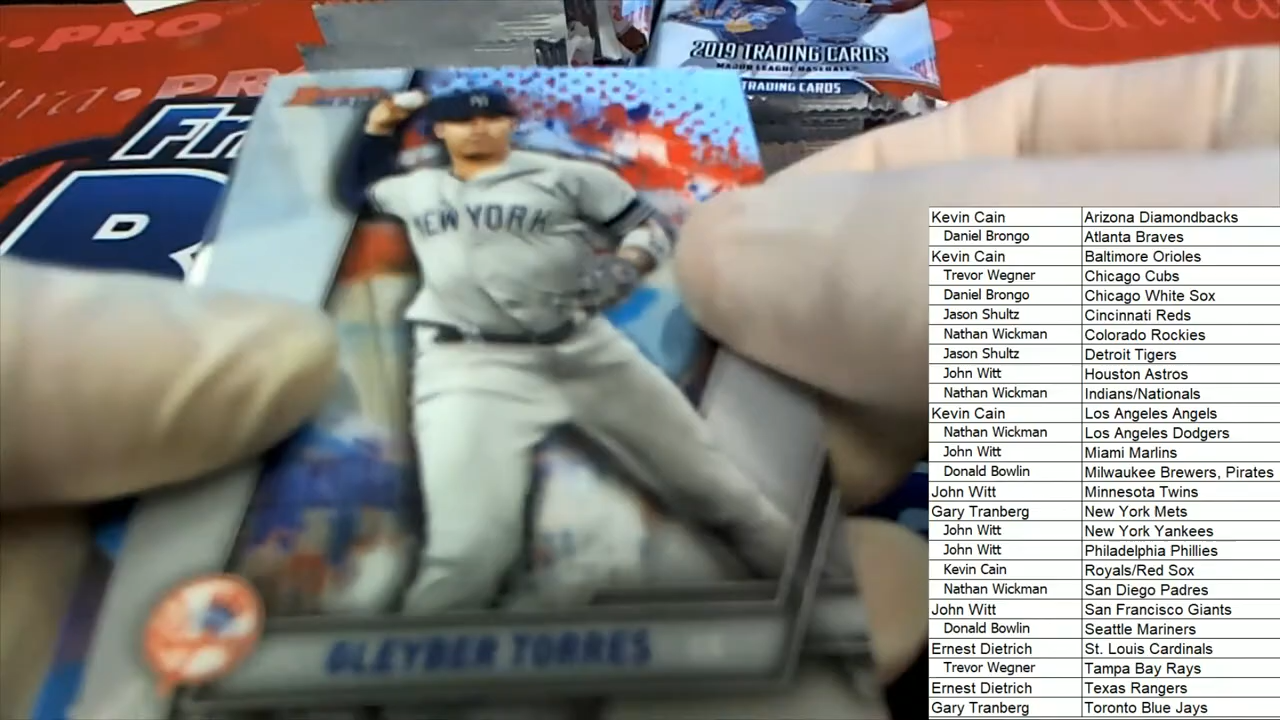 PRO
Ultra
2019 TRADING CARDS
MAJOR LEAGUE BASEBALL
TRADING CARDS
PRO
NEW YORK
GLEYBER TORRES
Kevin Cain Arizona Diamondbacks
Daniel Brongo Atlanta Braves
Kevin Cain Baltimore Orioles
Trevor Wegner Chicago Cubs
Daniel Brongo Chicago White Sox
Jason Shultz Cincinnati Reds
Nathan Wickman Colorado Rockies
Jason Shultz Detroit Tigers
John Witt Houston Astros
Nathan Wickman Indians/Nationals
Kevin Cain Los Angeles Angels
Nathan Wickman Los Angeles Dodgers
John Witt Miami Marlins
Donald Bowlin Milwaukee Brewers, Pirates
John Witt Minnesota Twins
Gary Tranberg New York Mets
John Witt New York Yankees
John Witt Philadelphia Phillies
Kevin Cain Royals/Red Sox
Nathan Wickman San Diego Padres
John Witt San Francisco Giants
Donald Bowlin Seattle Mariners
Ernest Dietrich St. Louis Cardinals
Trevor Wegner Tampa Bay Rays
Ernest Dietrich Texas Rangers
Gary Tranberg Toronto Blue Jays